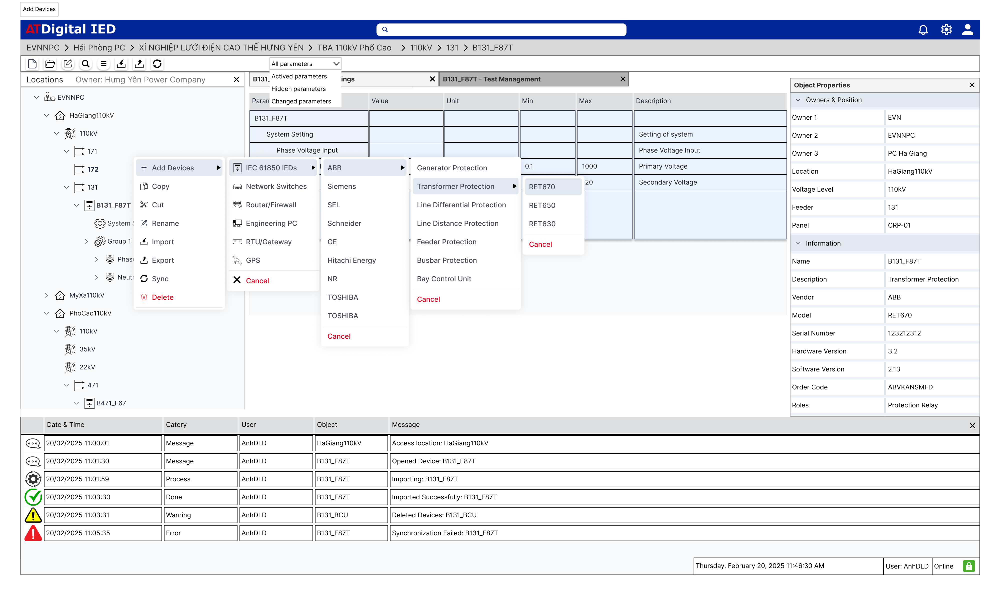 Add Devices
ATDigital IED
EVNNPC > Hải Phòng PC > XÍ NGHIỆP LƯỚI ĐIỆN CAO THẾ HƯNG YÊN > TBA 110kV Phố Cao > 110kV > 131 > B131_F87T
All parameters
Actived parameters
Hidden parameters
Changed parameters
Locations Owner: Hưng Yên Power Company
EVNNPC
HaGiang110kV
110kV
171
172
131
B131_F87T
System
Group 1
MyXa110kV
PhoCao110kV
110kV
35kV
22kV
471
B471_F67
Add Devices
Copy
Cut
Rename
Import
Export
Sync
Delete
IEC 61850 IEDs
Network Switches
Router/Firewall
Engineering PC
RTU/Gateway
GPS
Cancel
ABB
Siemens
SEL
Schneider
GE
Hitachi Energy
NR
TOSHIBA
TOSHIBA
Cancel
Generator Protection
Transformer Protection
Line Differential Protection
Line Distance Protection
Feeder Protection
Busbar Protection
Bay Control Unit
Cancel
RET670
RET650
RET630
Cancel
B131_ ings
B131_F87T - Test Management
Param Value Unit Min Max Description
B131_F87T
System Setting Setting of system
Phase Voltage Input Phase Voltage Input
0.1 1000 Primary Voltage
20 Secondary Voltage
Object Properties
Owners & Position
Owner 1 EVN
Owner 2 EVNNPC
Owner 3 PC Ha Giang
Location HaGiang110kV
Voltage Level 110kV
Feeder 131
Panel CRP-01
Information
Name B131_F87T
Description Transformer Protection
Vendor ABB
Model RET670
Serial Number 123212312
Hardware Version 3.2
Software Version 2.13
Order Code ABVKANSMFD
Roles Protection Relay
Date & Time Catory User Object Message
20/02/2025 11:00:01 Message AnhDLD HaGiang110kV Access location: HaGiang110kV
20/02/2025 11:01:30 Message AnhDLD B131_F87T Opened Device: B131_F87T
20/02/2025 11:01:59 Process AnhDLD B131_F87T Importing: B131_F87T
20/02/2025 11:03:30 Done AnhDLD B131_F87T Imported Successfully: B131_F87T
20/02/2025 11:03:31 Warning AnhDLD B131_BCU Deleted Devices: B131_BCU
20/02/2025 11:05:35 Error AnhDLD B131_F87T Synchronization Failed: B131_F87T
Thursday, February 20, 2025 11:46:30 AM User: AnhDLD Online